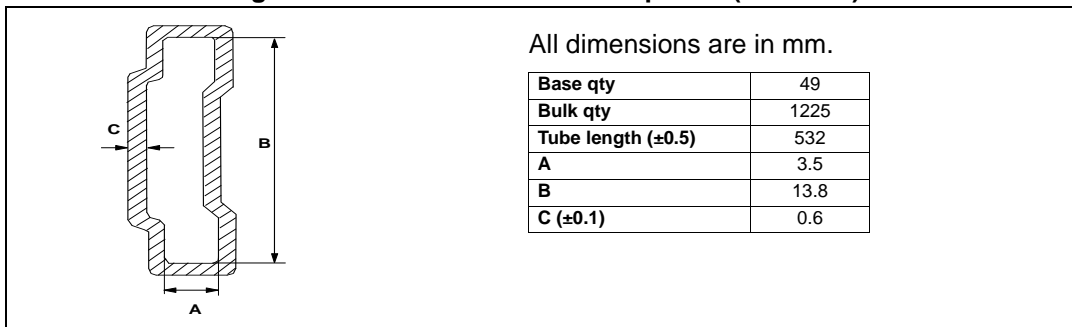 All dimensions are in mm.
Base qty 49
Bulk qty 1225
Tube length (±0.5) 532
A 3.5
B 13.8
C (±0.1) 0.6
C
B
A